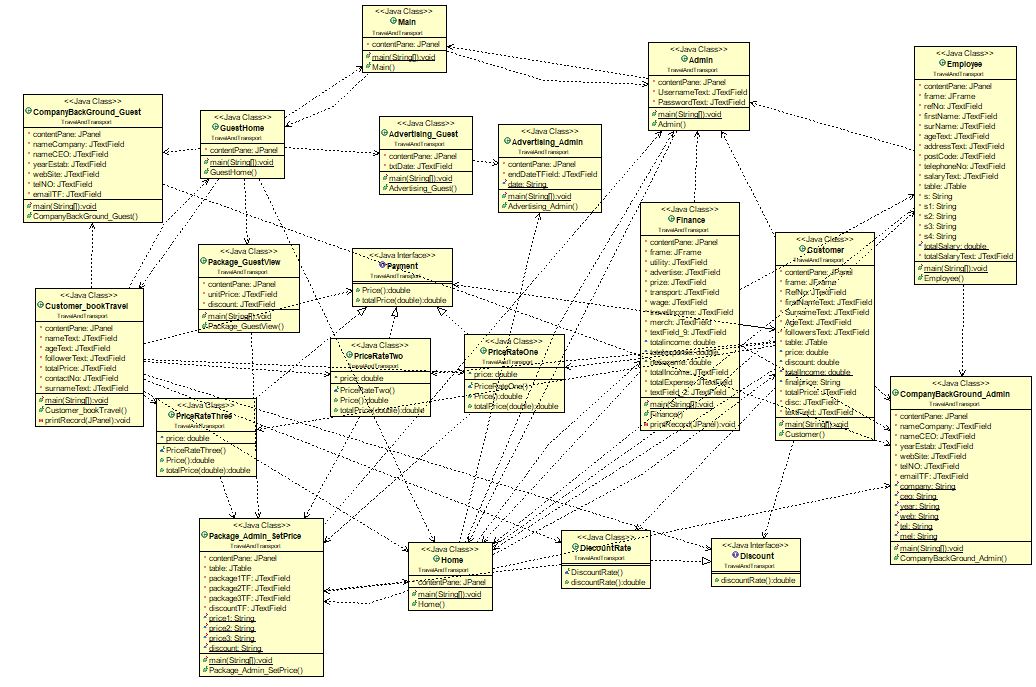 <<Java Class>>
Main
TravelAndTransport
contentPane: JPanel
main(String[]):void
Main()
<<Java Class>>
Admin
TravelAndTransport
contentPane: JPanel
UsernameText: JTextField
PasswordText: JTextField
main(String[]):void
Admin()
<<Java Class>>
Employee
TravelAndTransport
contentPane: JPanel
frame: JFrame
refNo: JTextField
firstName: JTextField
surName: JTextField
ageText: JTextField
addressText: JTextField
postCode: JTextField
telephoneNo: JTextField
salaryText: JTextField
table: JTable
s: String
s1: String
s2: String
s3: String
s4: String
totalSalary: double
totalSalaryText: JTextField
main(String[]):void
Employee()
<<Java Class>>
CompanyBackGround_Guest
TravelAndTransport
contentPane: JPanel
nameCompany: JTextField
nameCEO: JTextField
yearEstab: JTextField
webSite: JTextField
telNO: JTextField
emailTF: JTextField
main(String[]):void
CompanyBackGround_Guest()
<<Java Class>>
GuestHome
TravelAndTransport
contentPane: JPanel
main(String[]):void
GuestHome()
<<Java Class>>
Advertising_Guest
TravelAndTransport
contentPane: JPanel
txtDate: JTextField
main(String[]):void
Advertising_Guest()
<<Java Class>>
Advertising_Admin
TravelAndTransport
contentPane: JPanel
endDateTField: JTextField
date: String
main(String[]):void
Advertising_Admin()
<<Java Class>>
Finance
TravelAndTransport
contentPane: JPanel
frame: JFrame
utility: JTextField
advertise: JTextField
prize: JTextField
transport: JTextField
wage: JTextField
travelIncome: JTextField
merch: JTextField
textField_9: JTextField
totalincome: double
totalexpense: double
netincome: double
totalIncome: JTextField
totalExpense: JTextField
textField_2: JTextField
main(String[]):void
Finance()
printRecord(JPanel):void
<<Java Class>>
Customer
TravelAndTransport
contentPane: JPanel
frame: JFrame
RefNo: JTextField
firstNameText: JTextField
SurnameText: JTextField
AgeText: JTextField
followersText: JTextField
table: JTable
price: double
discount: double
totalIncome: double
finalprice: String
totalPrice: JTextField
disc: JTextField
textField: JTextField
main(String[]):void
Customer()
<<Java Class>>
Package_GuestView
TravelAndTransport
contentPane: JPanel
unitPrice: JTextField
discount: JTextField
main(String[]):void
Package_GuestView()
<<Java Interface>>
Payment
TravelAndTransport
Price():double
totalPrice(double):double
<<Java Class>>
Customer_bookTravel
TravelAndTransport
contentPane: JPanel
nameText: JTextField
ageText: JTextField
followerText: JTextField
totalPrice: JTextField
contactNo: JTextField
surnameText: JTextField
main(String[]):void
Customer_bookTravel()
printRecord(JPanel):void
<<Java Class>>
PriceRateTwo
TravelAndTransport
price: double
PriceRateTwo()
Price():double
totalPrice(double):double
<<Java Class>>
PriceRateOne
TravelAndTransport
price: double
PriceRateOne()
Price():double
totalPrice(double):double
<<Java Class>>
PriceRateThree
TravelAndTransport
price: double
PriceRateThree()
Price():double
totalPrice(double):double
<<Java Class>>
CompanyBackGround_Admin
TravelAndTransport
contentPane: JPanel
nameCompany: JTextField
nameCEO: JTextField
yearEstab: JTextField
webSite: JTextField
telNO: JTextField
emailTF: JTextField
company: String
ceo: String
year: String
web: String
tel: String
mel: String
main(String[]):void
CompanyBackGround_Admin()
<<Java Class>>
Package_Admin_SetPrice
TravelAndTransport
contentPane: JPanel
table: JTable
package1TF: JTextField
package2TF: JTextField
package3TF: JTextField
discountTF: JTextField
price1: String
price2: String
price3: String
discount: String
main(String[]):void
Package_Admin_SetPrice()
<<Java Class>>
Home
TravelAndTransport
contentPane: JPanel
main(String[]):void
Home()
<<Java Class>>
DiscountRate
TravelAndTransport
DiscountRate()
discountRate():double
<<Java Interface>>
Discount
TravelAndTransport
discountRate():double